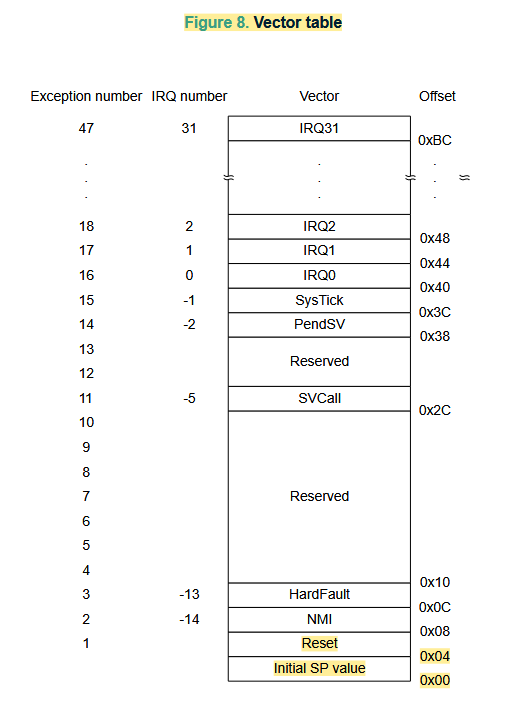 Figure 8. Vector table
Exception number IRQ number Vector Offset
47 31 IRQ31
0xBC
. . .
. . .
. . .
18 2 IRQ2
0x48
17 1 IRQ1
0x44
16 0 IRQ0
0x40
15 -1 SysTick
0x3C
14 -2 PendSV
0x38
13
Reserved
12
11 -5 SVCall
0x2C
10
9
8
7 Reserved
6
5
4
0x10
3 -13 HardFault
0x0C
2 -14 NMI
0x08
1 Reset
0x04
Initial SP value
0x00